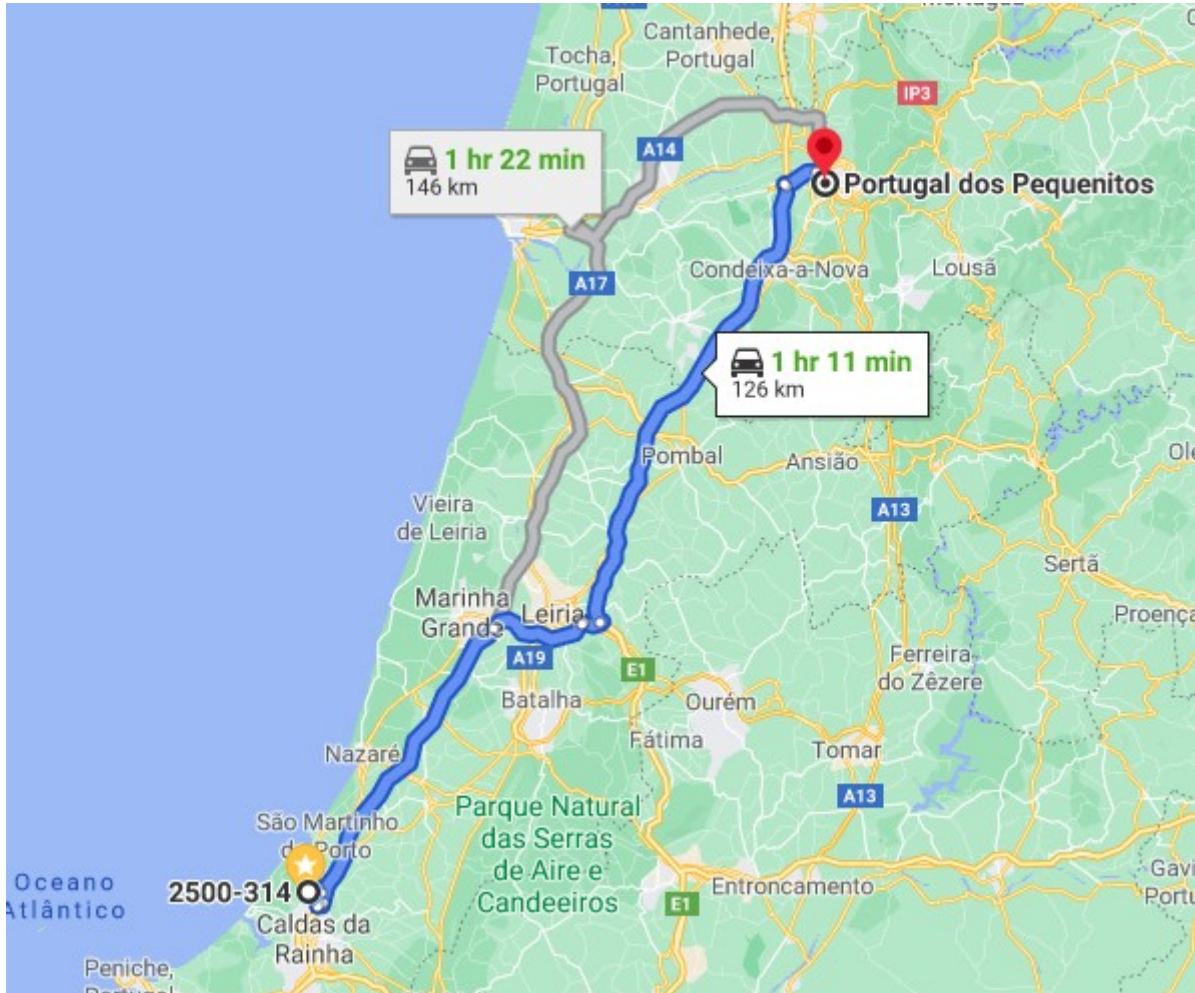 Cantanhede,
Portugal
Tocha,
Portugal
IP3
1 hr 22 min
146 km
A14
Portugal dos Pequenitos
A17
Condeixa-a-Nova
Lousã
1 hr 11 min
126 km
Pombal
Ansião
Vieira
de Leiria
A13
Sertã
Marinha
Grande
Leiria
A19
E1
Ferreira
do Zêzere
Batalha
Ourém
Fátima
Nazaré
Tomar
A13
Parque Natural
das Serras
de Aire e
Candeeiros
São Martinho
do Porto
2500-314
Oceano
Atlântico
Caldas da
Rainha
E1
Entroncamento
Peniche,